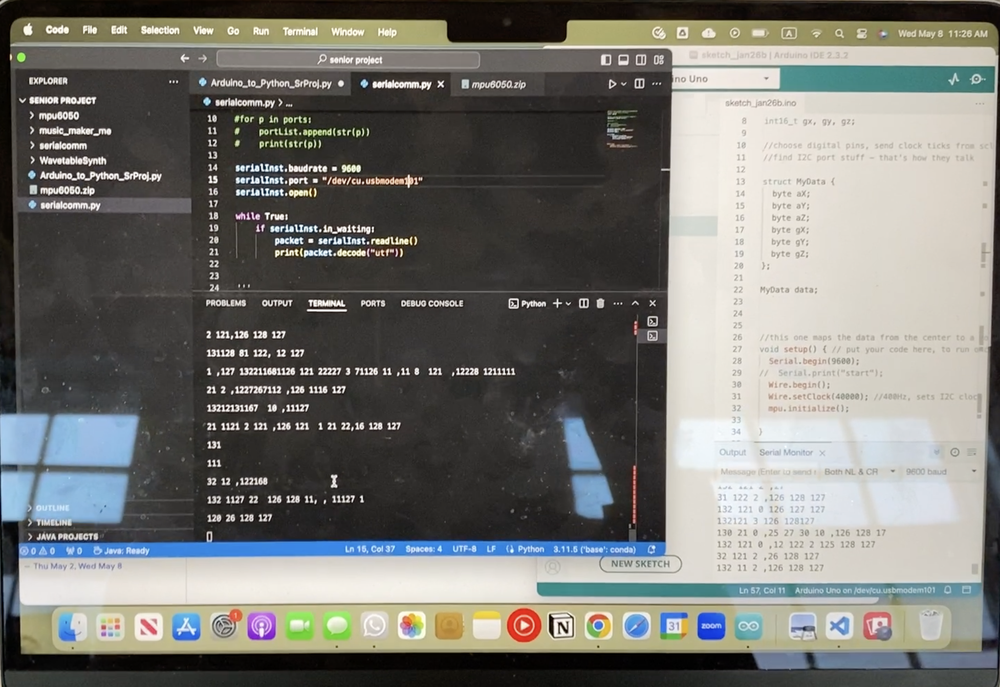 Code File Edit Selection View Go Run Terminal Window Help
A
Wed May 8 11:26 AM
senior project
EXPLORER
SENIOR PROJECT
mpu6050
music_maker_me
serialcomm
WavetableSynth
Arduino_to_Python_SrProj.py
mpu6050.zip
serialcomm.py
OUTLINE
TIMELINE
JAVA PROJECTS
Arduino_to_Python_SrProj.py
serialcomm.py
mpu6050.zip
serialcomm.py > ...
10 #for p in ports:
11 #    portList.append(str(p))
12 #    print(str(p))
13
14 serialInst.baudrate = 9600
15 serialInst.port = "/dev/cu.usbmodem101"
16 serialInst.open()
17
18 while True:
19     if serialInst.in_waiting:
20         packet = serialInst.readline()
21         print(packet.decode("utf"))
22
23
24 '''
PROBLEMS OUTPUT TERMINAL PORTS DEBUG CONSOLE
Python
2 121,126 128 127
131128 81 122, 12 127
1 ,127 132211681126 121 22227 3 71126 11 ,11 8  121  ,12228 1211111
21 2 ,1227267112 ,126 1116 127
13212131167  10 ,11127
21 1121 2 121 ,126 121  1 21 22,16 128 127
131
111
32 12 ,122168
132 1127 22  126 128 11, , 11127 1
120 26 128 127
0 0 0 Java: Ready
Ln 15, Col 37 Spaces: 4 UTF-8 LF Python 3.11.5 ('base': conda)
Thu May 2, Wed May 8
sketch_jan26b | Arduino IDE 2.3.2
ino Uno
sketch_jan26b.ino
8 int16_t gx, gy, gz;
9
10 //choose digital pins, send clock ticks from scl
11 //find I2C port stuff - that's how they talk
12
13 struct MyData {
14   byte aX;
15   byte aY;
16   byte aZ;
17   byte gX;
18   byte gY;
19   byte gZ;
20 };
21
22 MyData data;
23
24
25
26 //this one maps the data from the center to a
27 void setup() { // put your code here, to run
28   Serial.begin(9600);
29 //  Serial.print("start");
30   Wire.begin();
31   Wire.setClock(40000); //400Hz, sets I2C cloc
32   mpu.initialize();
33
34 }
Output Serial Monitor
Message (Enter to send
Both NL & CR
9600 baud
31 122 2 ,126 128 127
132 121 0 126 127 127
132121 3 126 128127
130 21 0 ,25 27 30 10 ,126 128 17
132 121 0 ,12 122 2 125 128 127
32 121 2 ,26 128 127
132 11 2 ,126 128 127
NEW SKETCH
Ln 57, Col 11 Arduino Uno on /dev/cu.usbmodem101
1
31
zoom